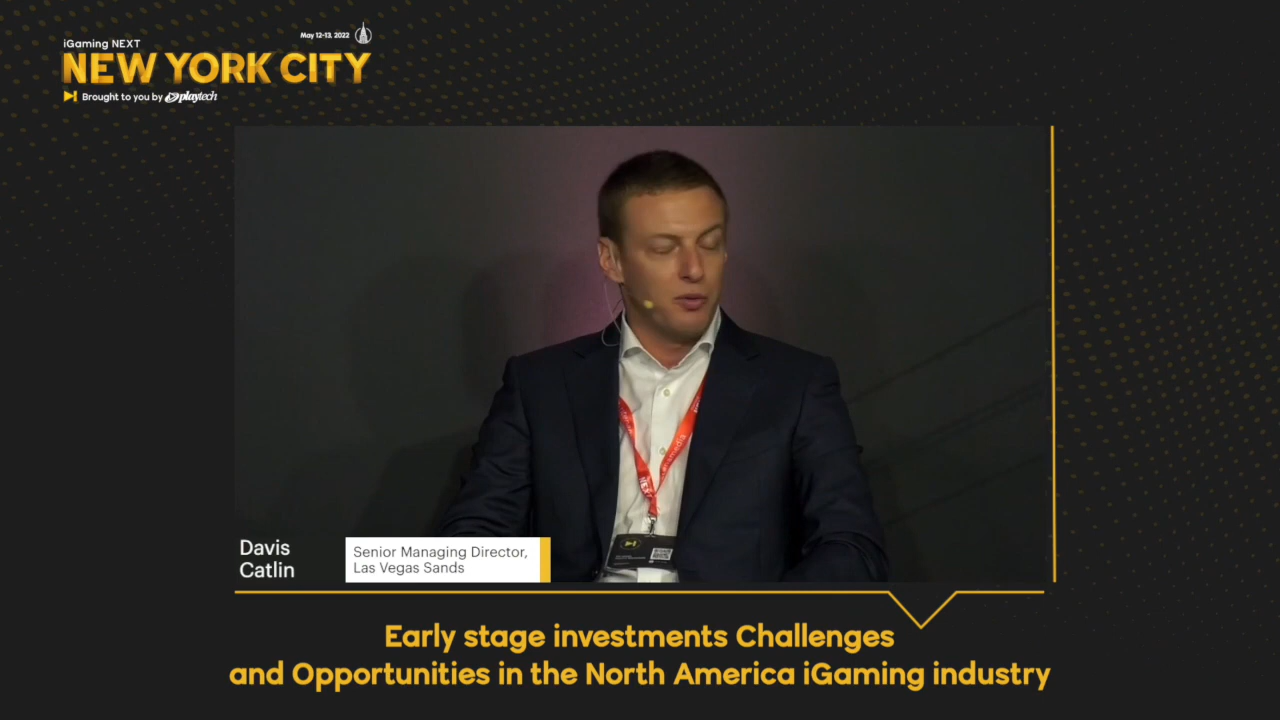 May 12-13, 2022
iGaming NEXT
NEW YORK CITY
Brought to you by playtech
Davis
Catlin
Senior Managing Director,
Las Vegas Sands
Early stage investments Challenges
and Opportunities in the North America iGaming industry